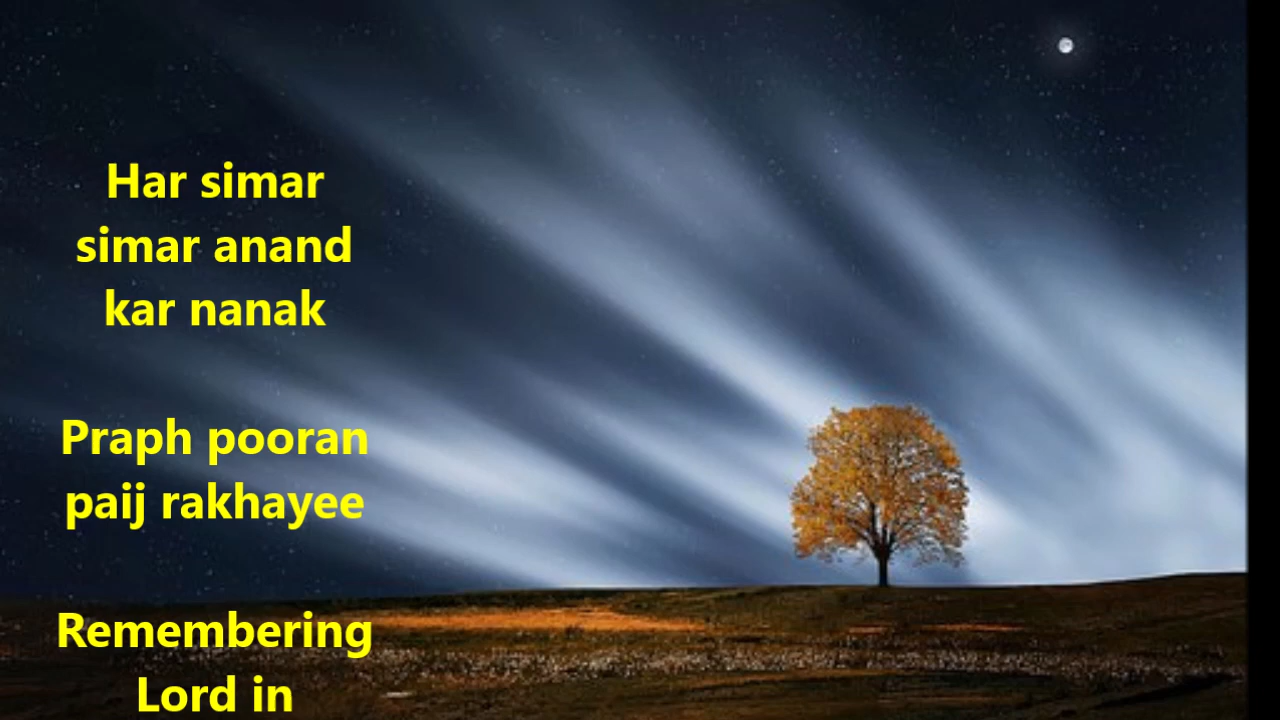 Har simar
simar anand
kar nanak
Praph pooran
paij rakhayee
Remembering
Lord in